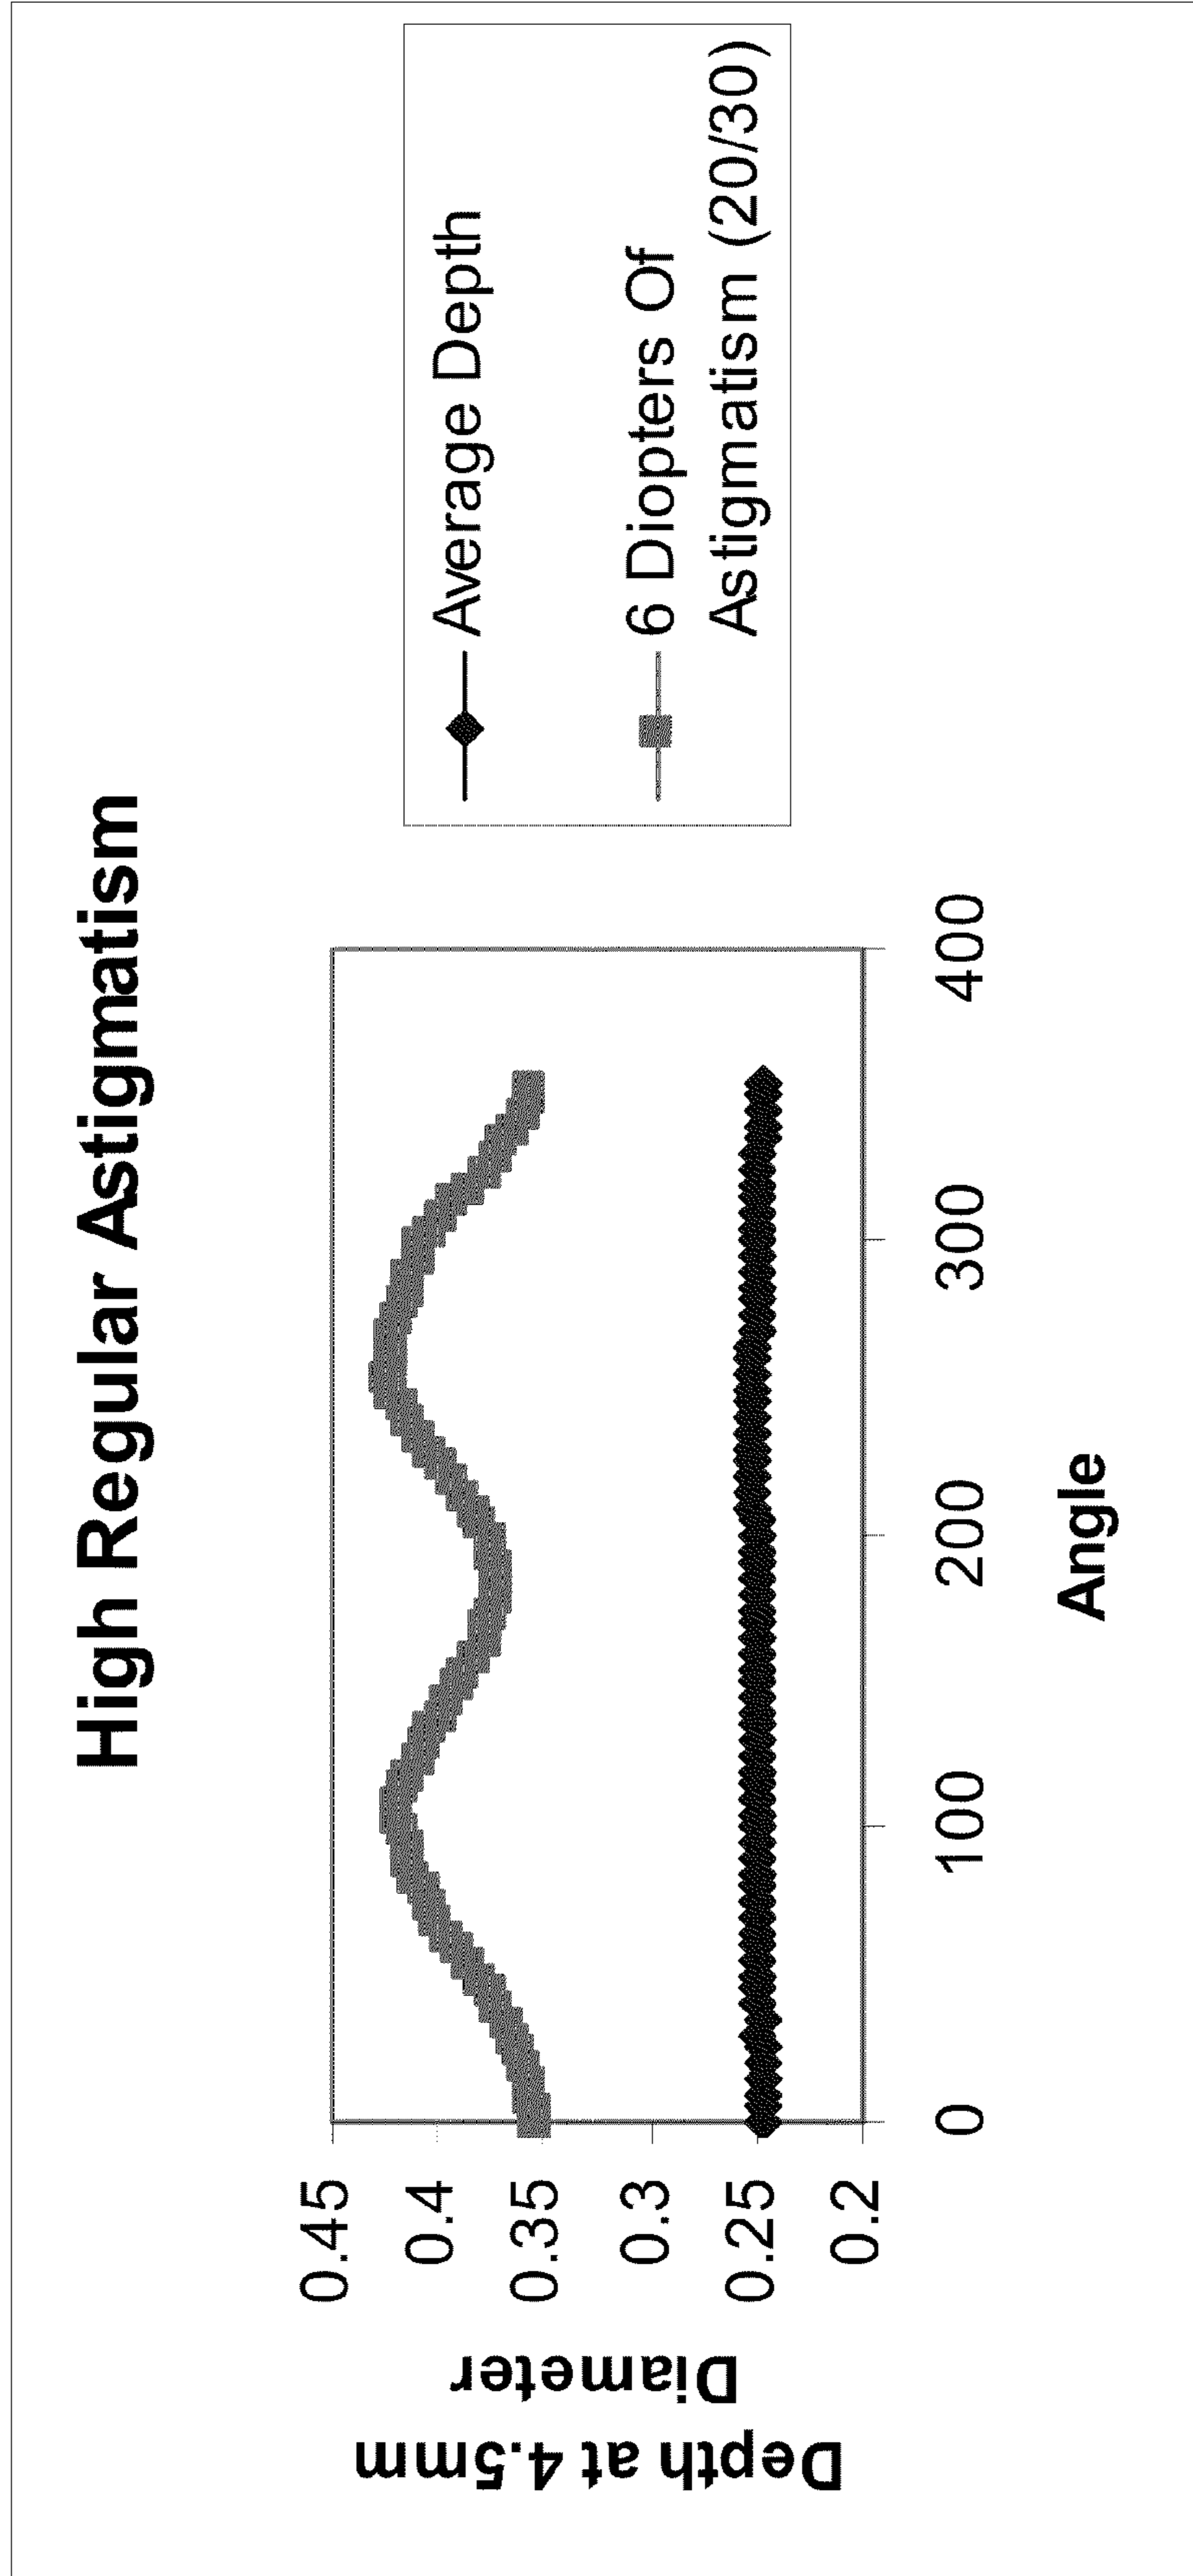 High Regular Astigmatism
Depth at 4.5mm
Diameter
0.45
0.4
0.35
0.3
0.25
0.2
0
100
200
300
400
Angle
Average Depth
6 Diopters Of
Astigmatism (20/30)